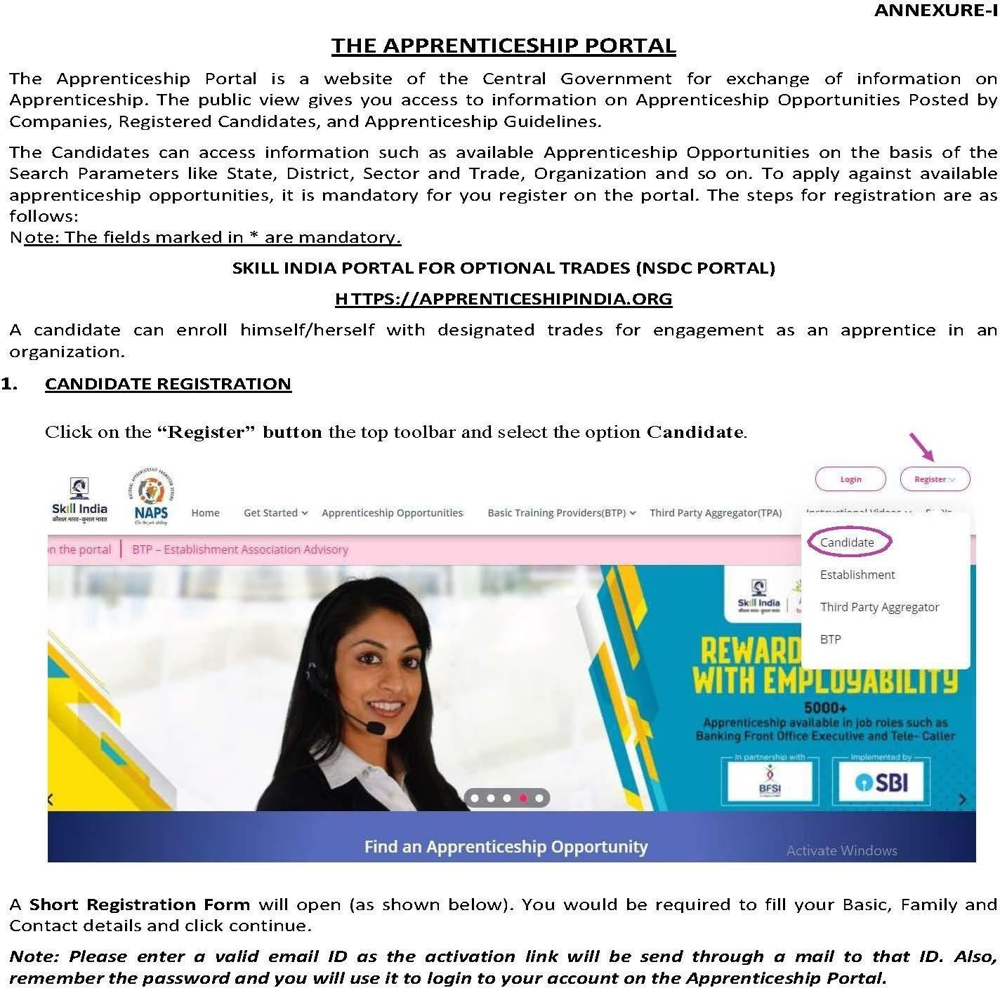 ANNEXURE-I
THE APPRENTICESHIP PORTAL
The Apprenticeship Portal is a website of the Central Government for exchange of information on
Apprenticeship. The public view gives you access to information on Apprenticeship Opportunities Posted by
Companies, Registered Candidates, and Apprenticeship Guidelines.
The Candidates can access information such as available Apprenticeship Opportunities on the basis of the
Search Parameters like State, District, Sector and Trade, Organization and so on. To apply against available
apprenticeship opportunities, it is mandatory for you register on the portal. The steps for registration are as
follows:
Note: The fields marked in * are mandatory.
SKILL INDIA PORTAL FOR OPTIONAL TRADES (NSDC PORTAL)
HTTPS://APPRENTICESHIPINDIA.ORG
A candidate can enroll himself/herself with designated trades for engagement as an apprentice in an
organization.
1. CANDIDATE REGISTRATION
Click on the “Register” button the top toolbar and select the option Candidate.
Login Register
Skill India
कौशल भारत-कुशल भारत
NAPS
On the job skilling
Home Get Started Apprenticeship Opportunities Basic Training Providers(BTP) Third Party Aggregator(TPA)
n the portal BTP – Establishment Association Advisory
Candidate
Establishment
Third Party Aggregator
BTP
Skill India
REWARD
WITH EMPLOYABILITY
5000+
Apprenticeship available in job roles such as
Banking Front Office Executive and Tele- Caller
In partnership with Implemented by
BFSI SBI
Find an Apprenticeship Opportunity
Activate Windows
A Short Registration Form will open (as shown below). You would be required to fill your Basic, Family and
Contact details and click continue.
Note: Please enter a valid email ID as the activation link will be send through a mail to that ID. Also,
remember the password and you will use it to login to your account on the Apprenticeship Portal.